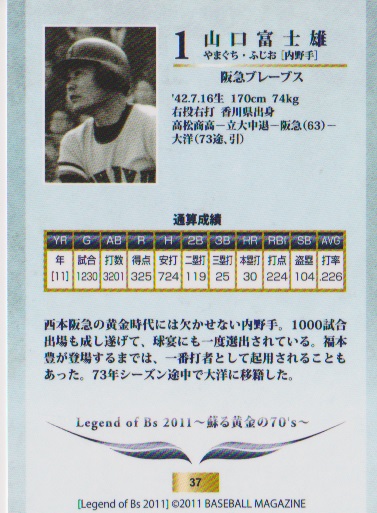 1 山口富士雄
やまぐち・ふじお [内野手]
阪急ブレーブス
'42.7.16生 170cm 74kg
右投右打 香川県出身
高松商高－立大中退－阪急(63)－
大洋(73途、引)
通算成績
YR G AB R H 2B 3B HR RBI SB AVG
年 試合 打数 得点 安打 二塁打 三塁打 本塁打 打点 盗塁 打率
[11] 1230 3201 325 724 119 25 30 224 104 .226
西本阪急の黄金時代には欠かせない内野手。1000試合
出場も成し遂げて、球宴にも一度選出されている。福本
豊が登場するまでは、一番打者として起用されることも
あった。73年シーズン途中で大洋に移籍した。
Legend of Bs 2011～蘇る黄金の70's～
37
[Legend of Bs 2011] ©2011 BASEBALL MAGAZINE